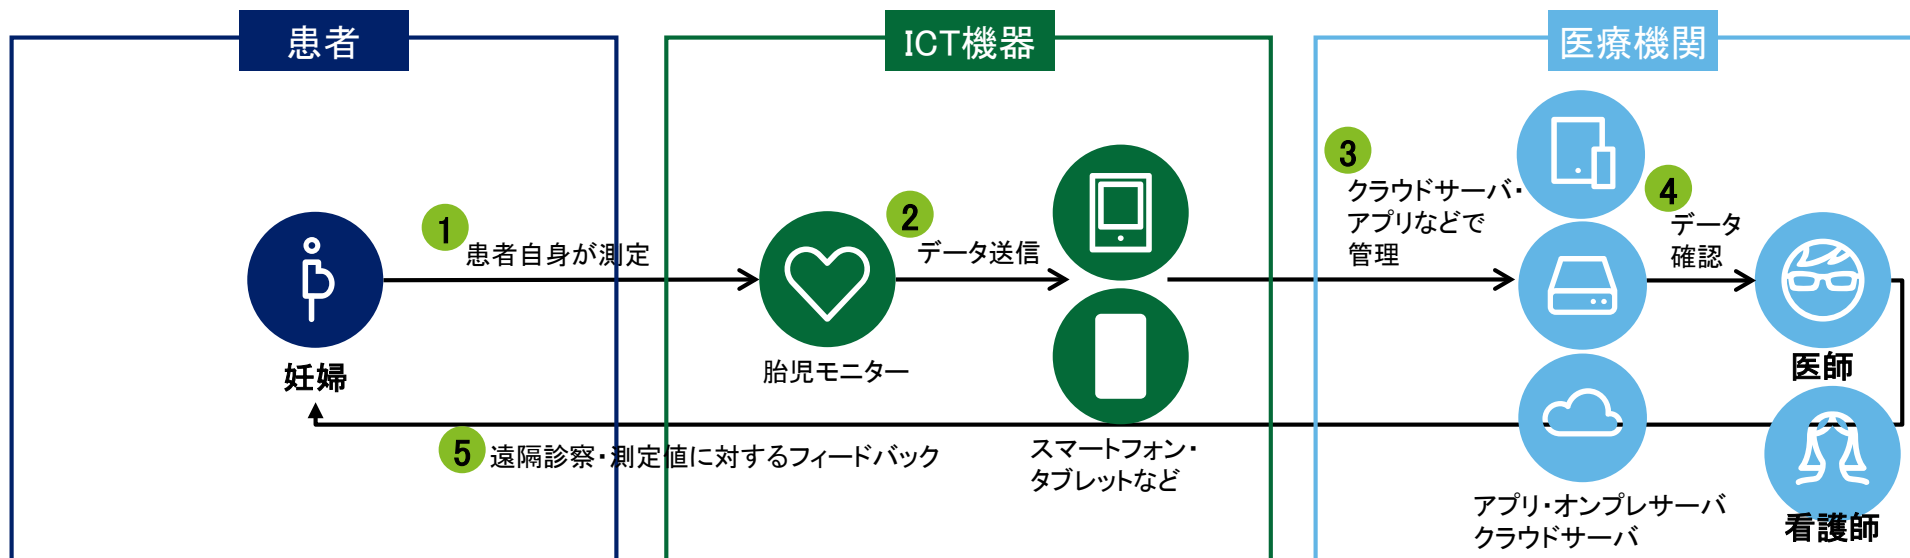 患者
ICT機器
医療機関
1
患者自身が測定
2
データ送信
3
クラウドサーバ・
アプリなどで
管理
4
データ
確認
妊婦
胎児モニター
スマートフォン・
タブレットなど
医師
5
遠隔診察・測定値に対するフィードバック
アプリ・オンプレサーバ
クラウドサーバ
看護師